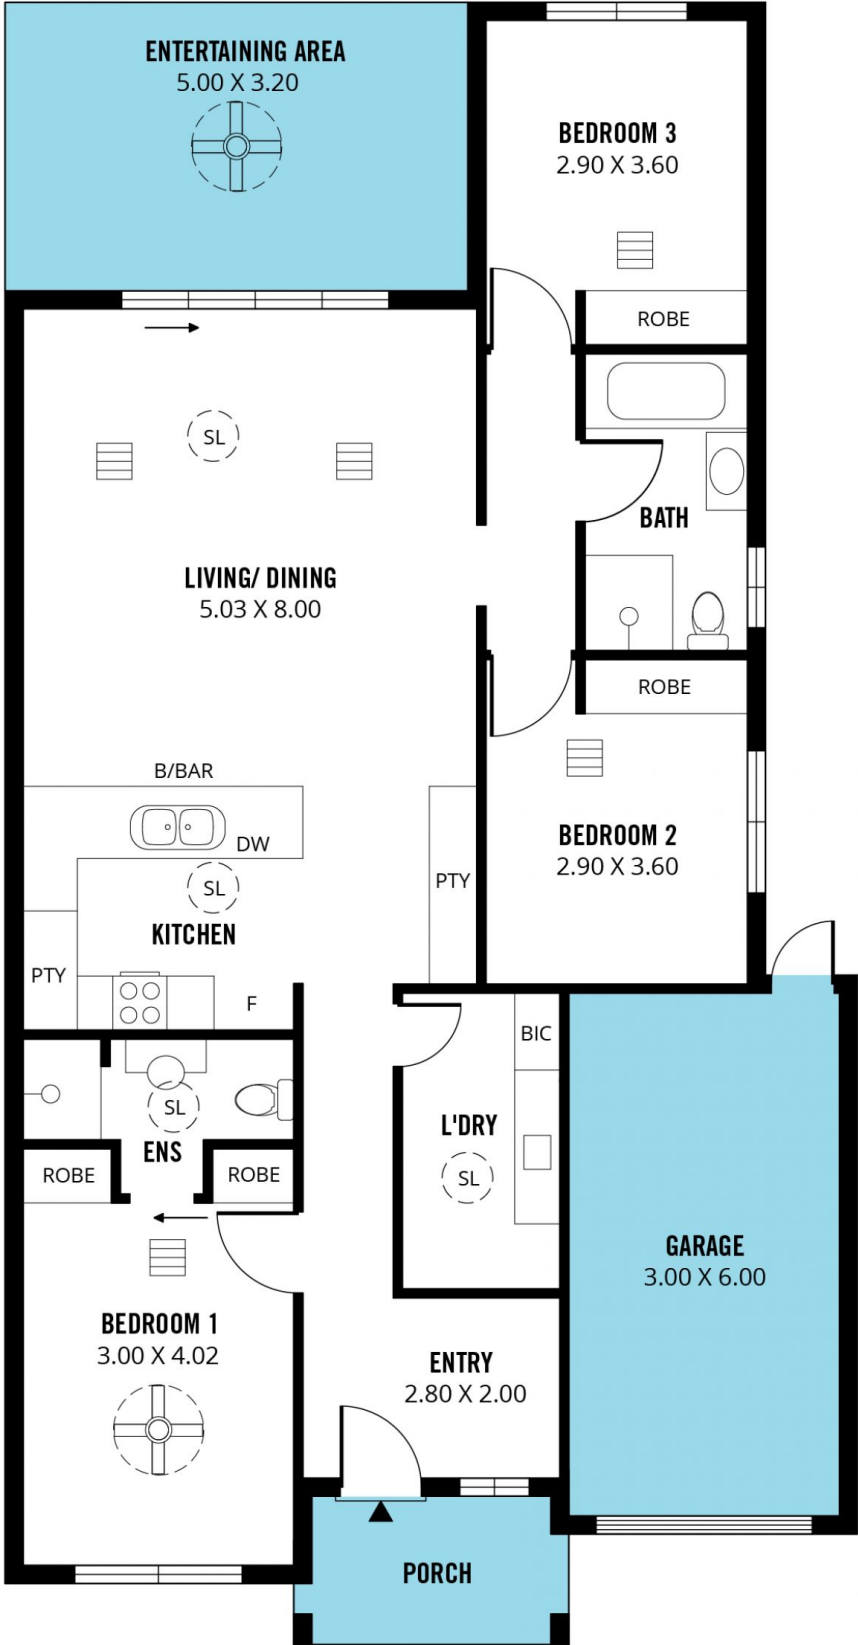 ENTERTAINING AREA
5.00 X 3.20
BEDROOM 3
2.90 X 3.60
ROBE
SL
BATH
LIVING/ DINING
5.03 X 8.00
ROBE
B/BAR
DW
BEDROOM 2
2.90 X 3.60
SL
PTY
KITCHEN
PTY
F
BIC
SL
L'DRY
ENS
ROBE
ROBE
SL
GARAGE
3.00 X 6.00
BEDROOM 1
3.00 X 4.02
ENTRY
2.80 X 2.00
PORCH